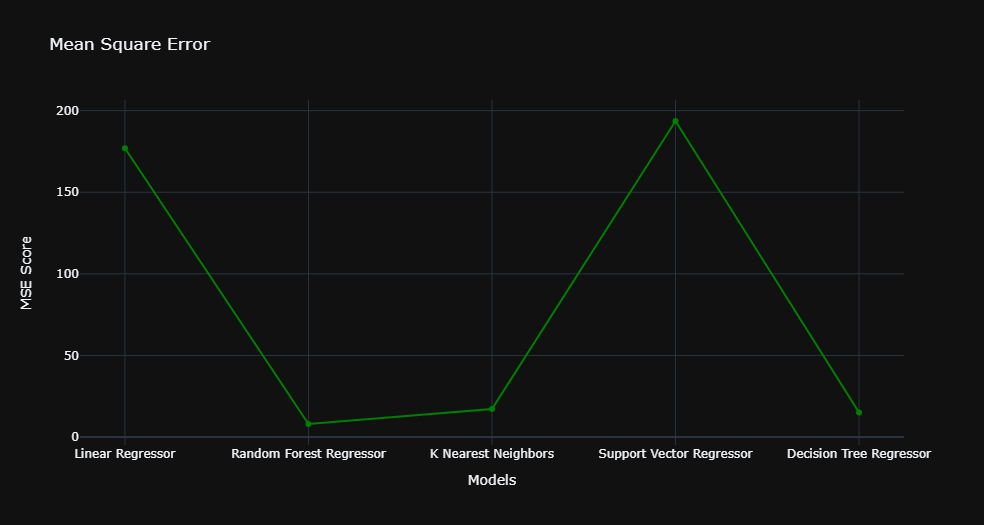 Mean Square Error
MSE Score
200
150
100
50
0
Linear Regressor
Random Forest Regressor
K Nearest Neighbors
Support Vector Regressor
Decision Tree Regressor
Models